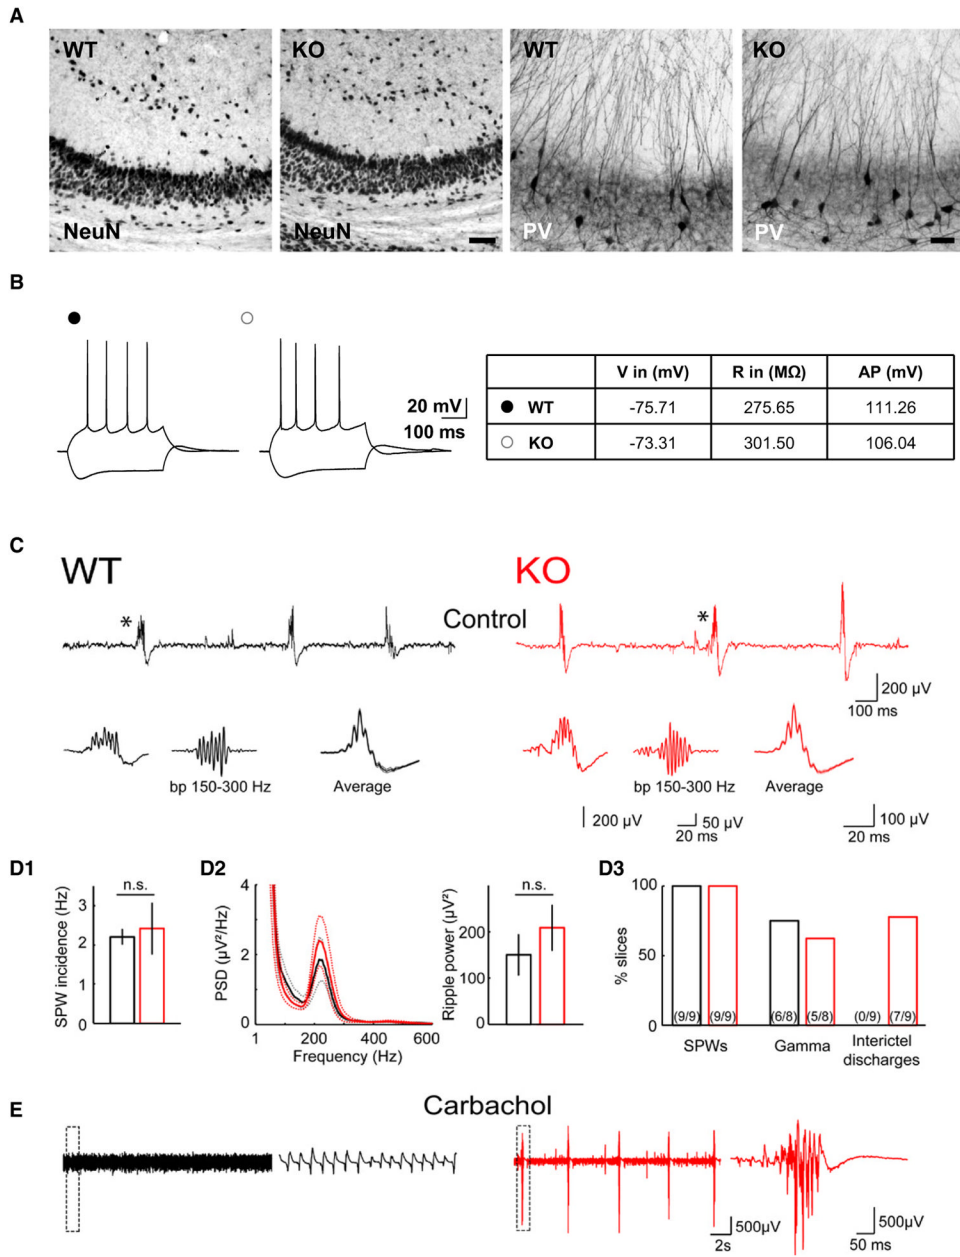 A
WT
KO
WT
KO
NeuN
NeuN
PV
PV
B
20 mV
100 ms
V in (mV) R in (MΩ) AP (mV)
WT -75.71 275.65 111.26
KO -73.31 301.50 106.04
C
WT
KO
*
Control
*
200 µV
100 ms
bp 150-300 Hz
Average
bp 150-300 Hz
Average
200 µV
50 µV
20 ms
100 µV
20 ms
D1
SPW incidence (Hz)
3
2
1
0
n.s.
D2
PSD (µV²/Hz)
4
2
0
1 200 400 600
Frequency (Hz)
Ripple power (µV²)
200
100
0
n.s.
D3
% slices
100
50
0
(9/9) (9/9) (6/8) (5/8) (0/9) (7/9)
SPWs Gamma Interictel
discharges
E
Carbachol
500µV
2s
500µV
50 ms